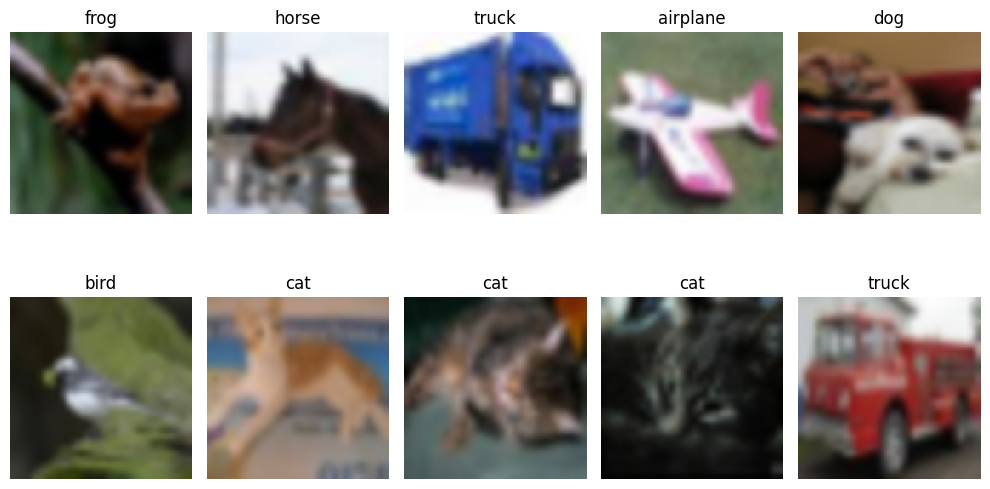 frog horse truck airplane dog
bird cat cat cat truck